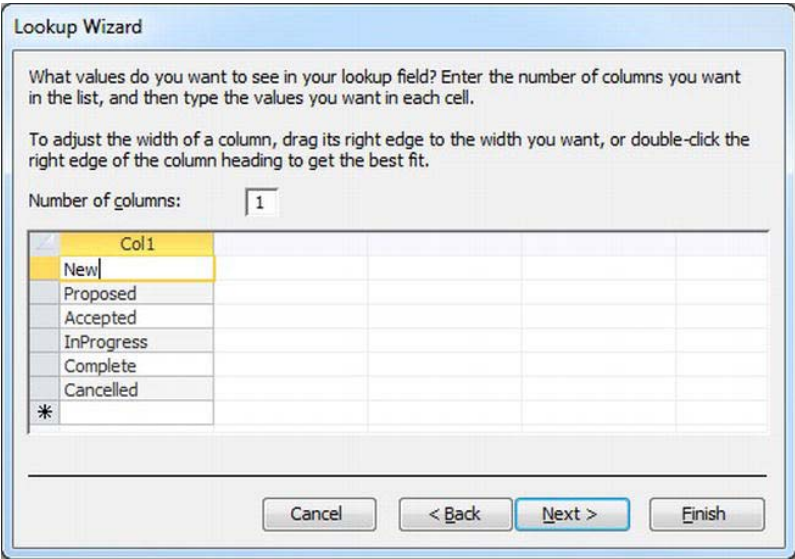 Lookup Wizard
What values do you want to see in your lookup field? Enter the number of columns you want
in the list, and then type the values you want in each cell.
To adjust the width of a column, drag its right edge to the width you want, or double-click the
right edge of the column heading to get the best fit.
Number of columns: 1
Col1
New
Proposed
Accepted
InProgress
Complete
Cancelled
*
Cancel < Back Next > Finish